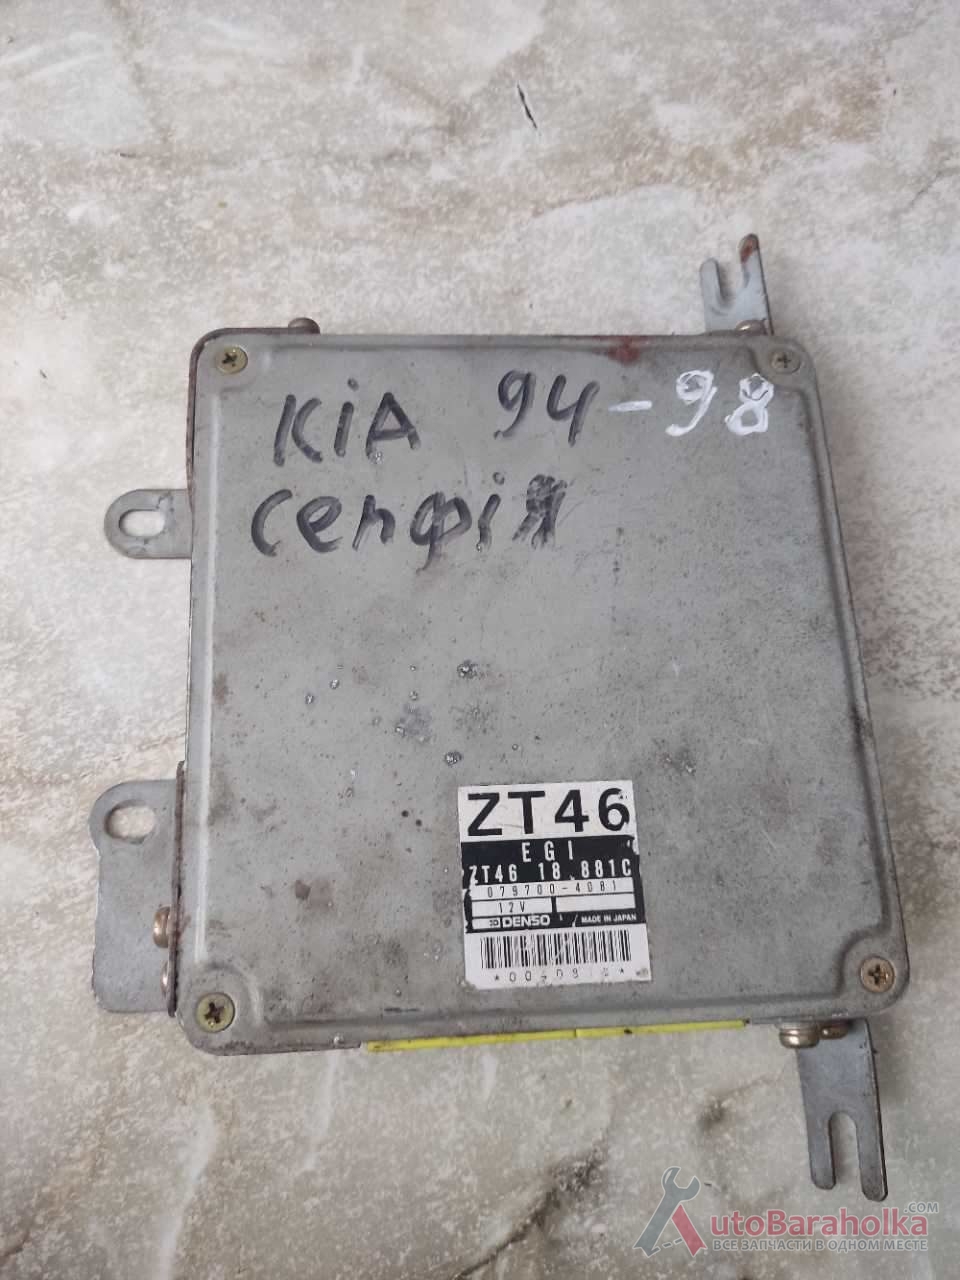 KiA 94-98
Сепфія
ZT46
EGI
ZT46 18 881C
079700-4081
12V
DENSO MADE IN JAPAN
AutoBaraholka.COM
ВСЕ ЗАПЧАСТИ В ОДНОМ МЕСТЕ